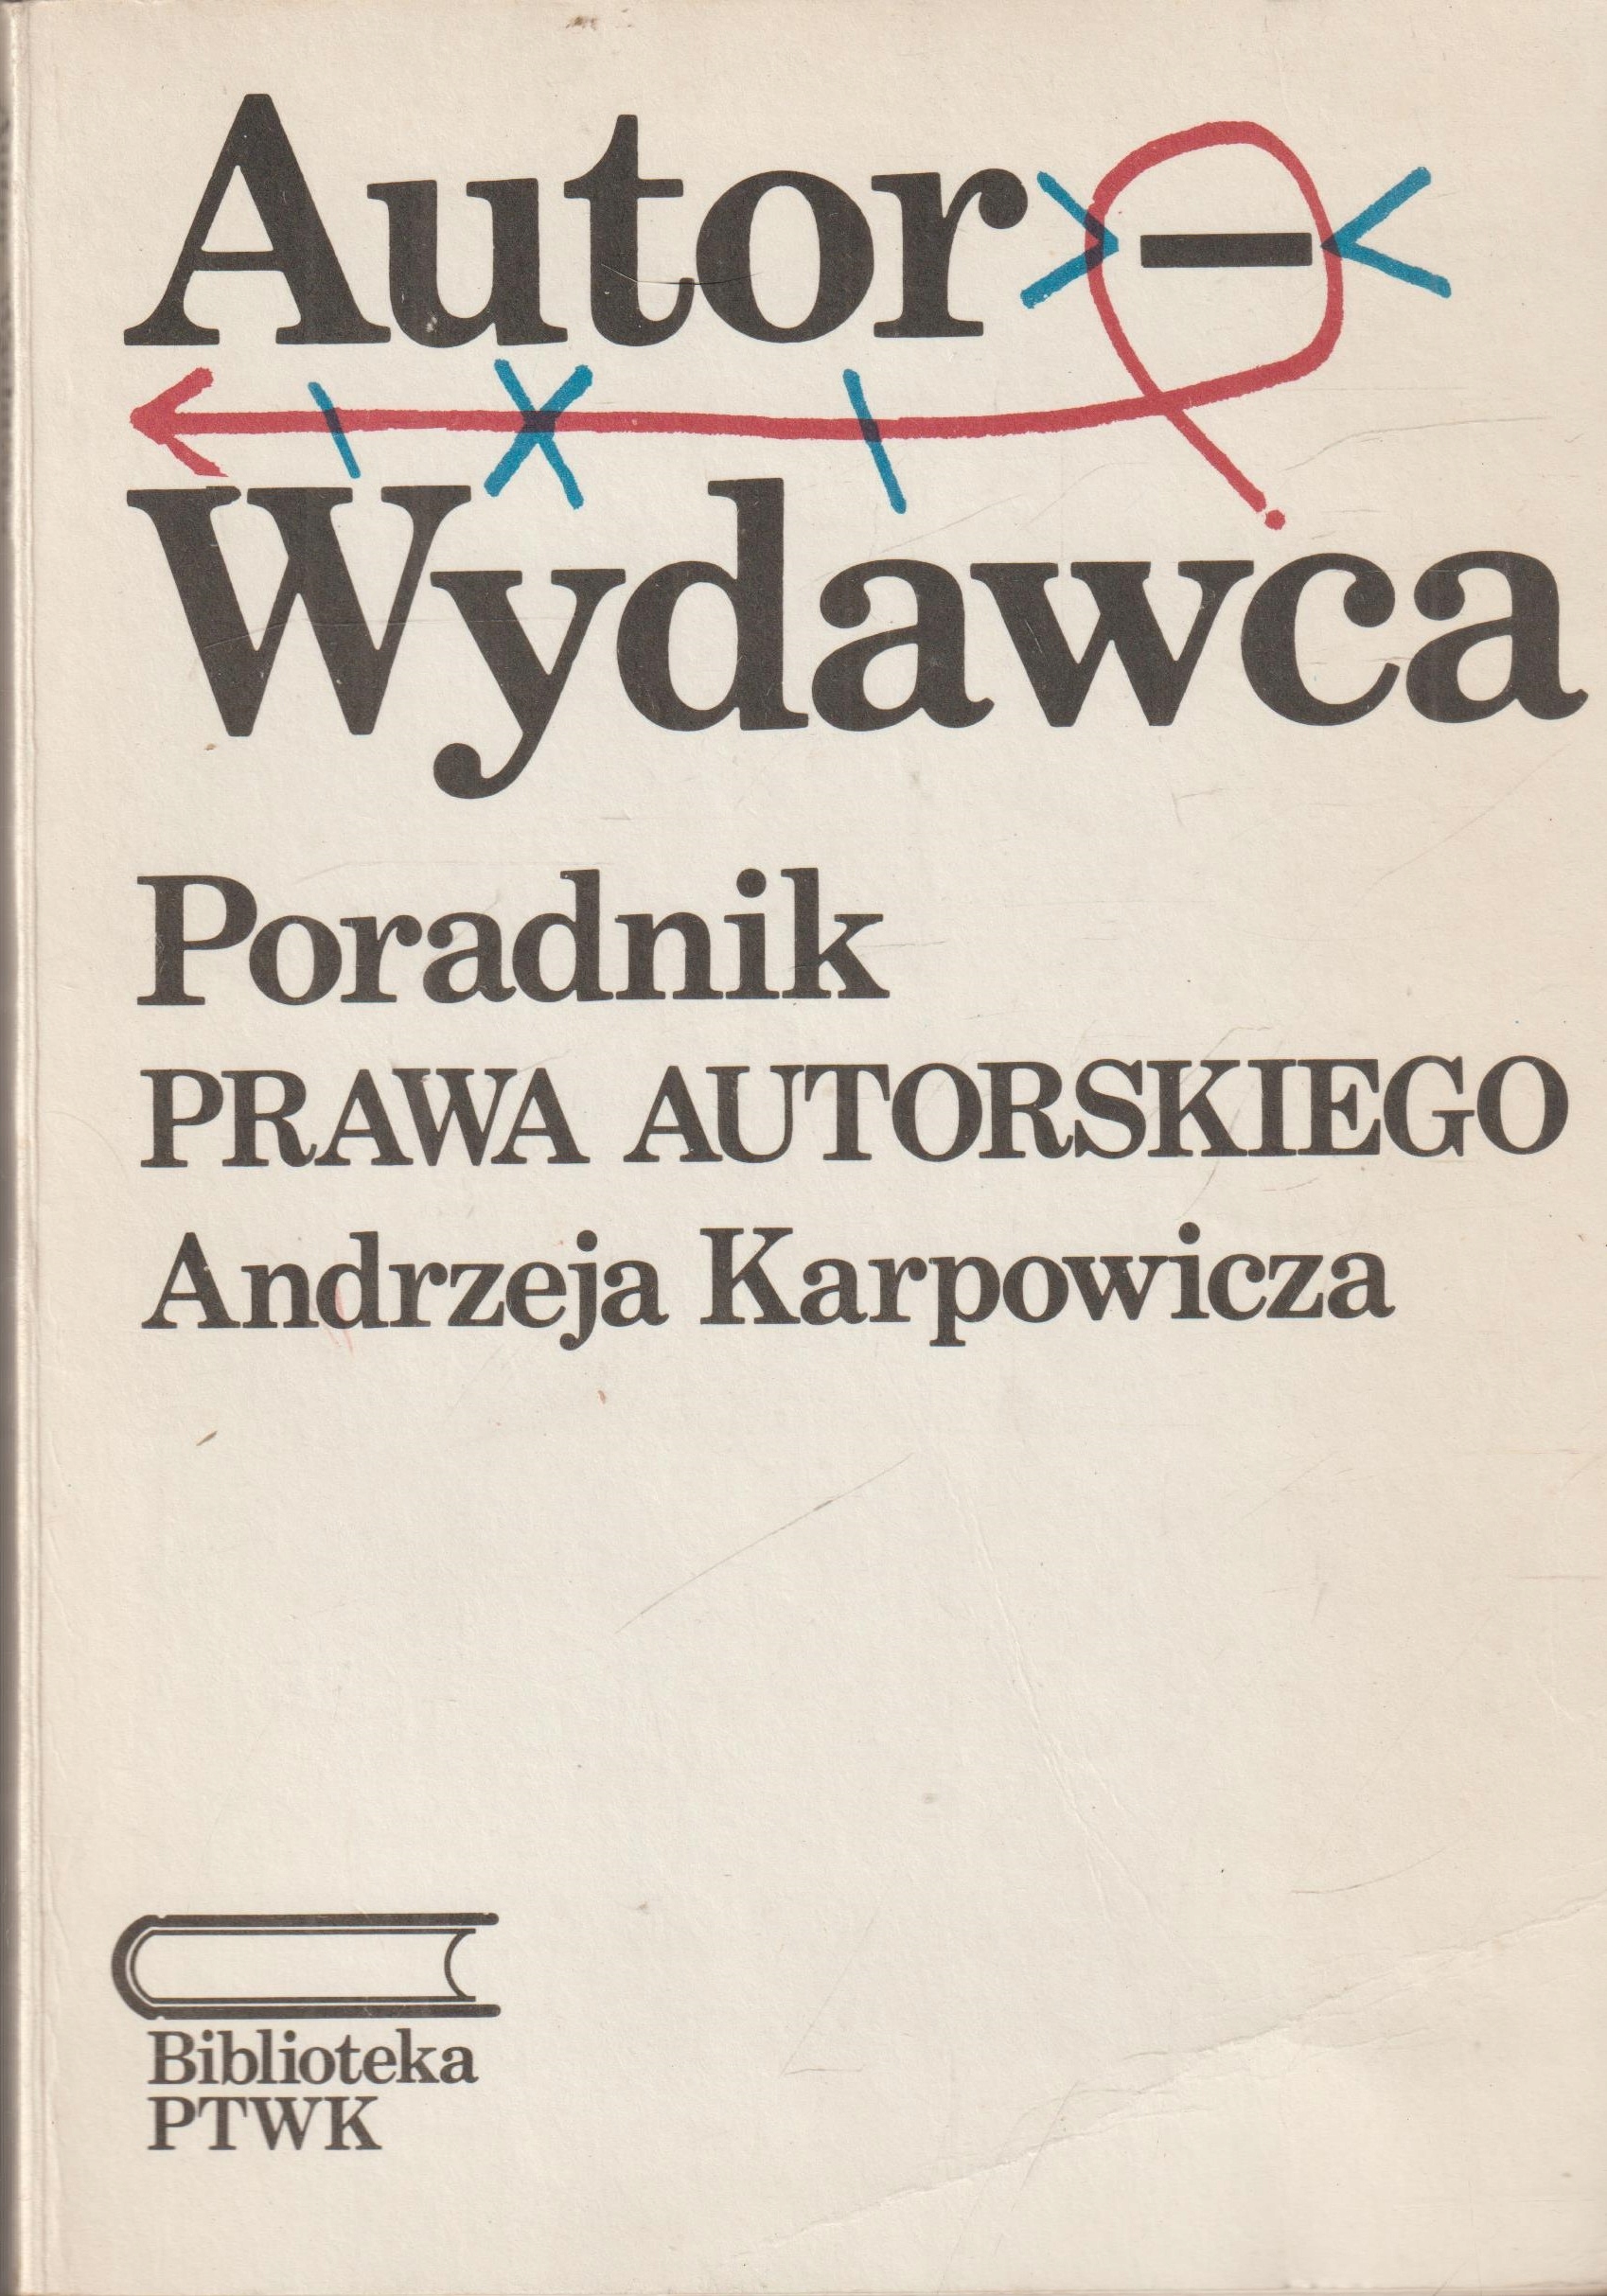 Autor –
Wydawca
Poradnik
PRAWA AUTORSKIEGO
Andrzeja Karpowicza
Biblioteka
PTWK